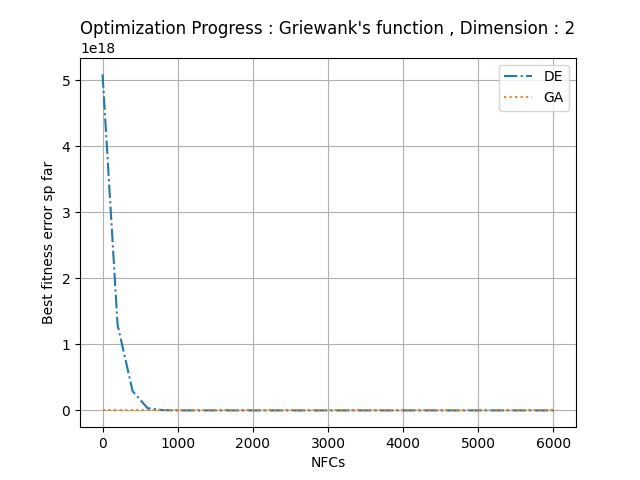 Optimization Progress : Griewank's function , Dimension : 2
1e18
5
4
3
2
1
0
Best fitness error sp far
DE
GA
0 1000 2000 3000 4000 5000 6000
NFCs